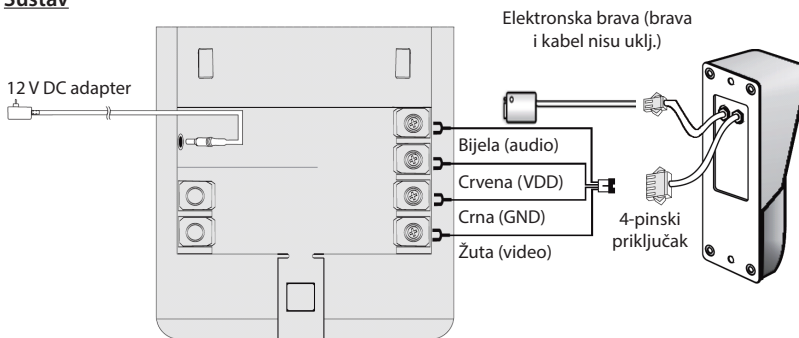 Sustav
Elektronska brava (brava
i kabel nisu uklj.)
12 V DC adapter
Bijela (audio)
Crvena (VDD)
Crna (GND)
Žuta (video)
4-pinski
priključak